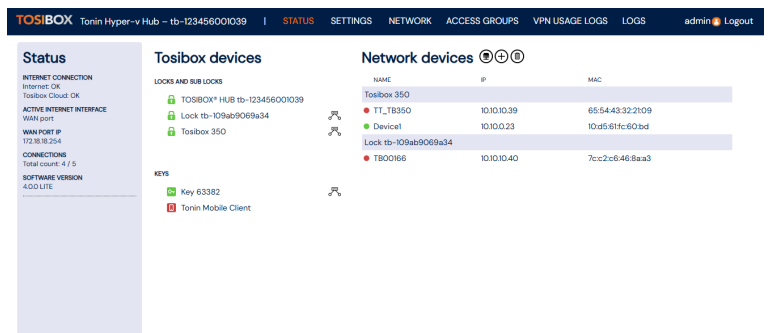 TOSIBOX Tonin Hyper-v Hub – tb-123456001039 | STATUS SETTINGS NETWORK ACCESS GROUPS VPN USAGE LOGS LOGS admin Logout
Status
INTERNET CONNECTION
Internet: OK
Tosibox Cloud: OK
ACTIVE INTERNET INTERFACE
WAN port
WAN PORT IP
172.18.18.254
CONNECTIONS
Total count: 4 / 5
SOFTWARE VERSION
4.0.0 LITE
Tosibox devices
LOCKS AND SUB LOCKS
TOSIBOX® HUB tb-123456001039
Lock tb-109ab9069a34
Tosibox 350
KEYS
Key 63382
Tonin Mobile Client
Network devices
NAME IP MAC
Tosibox 350
TT_TB350 10.10.10.39 65:54:43:32:21:09
Device1 10.10.0.23 10:d5:61:fc:60:bd
Lock tb-109ab9069a34
TB00166 10.10.10.40 7c:c2:c6:46:8a:a3